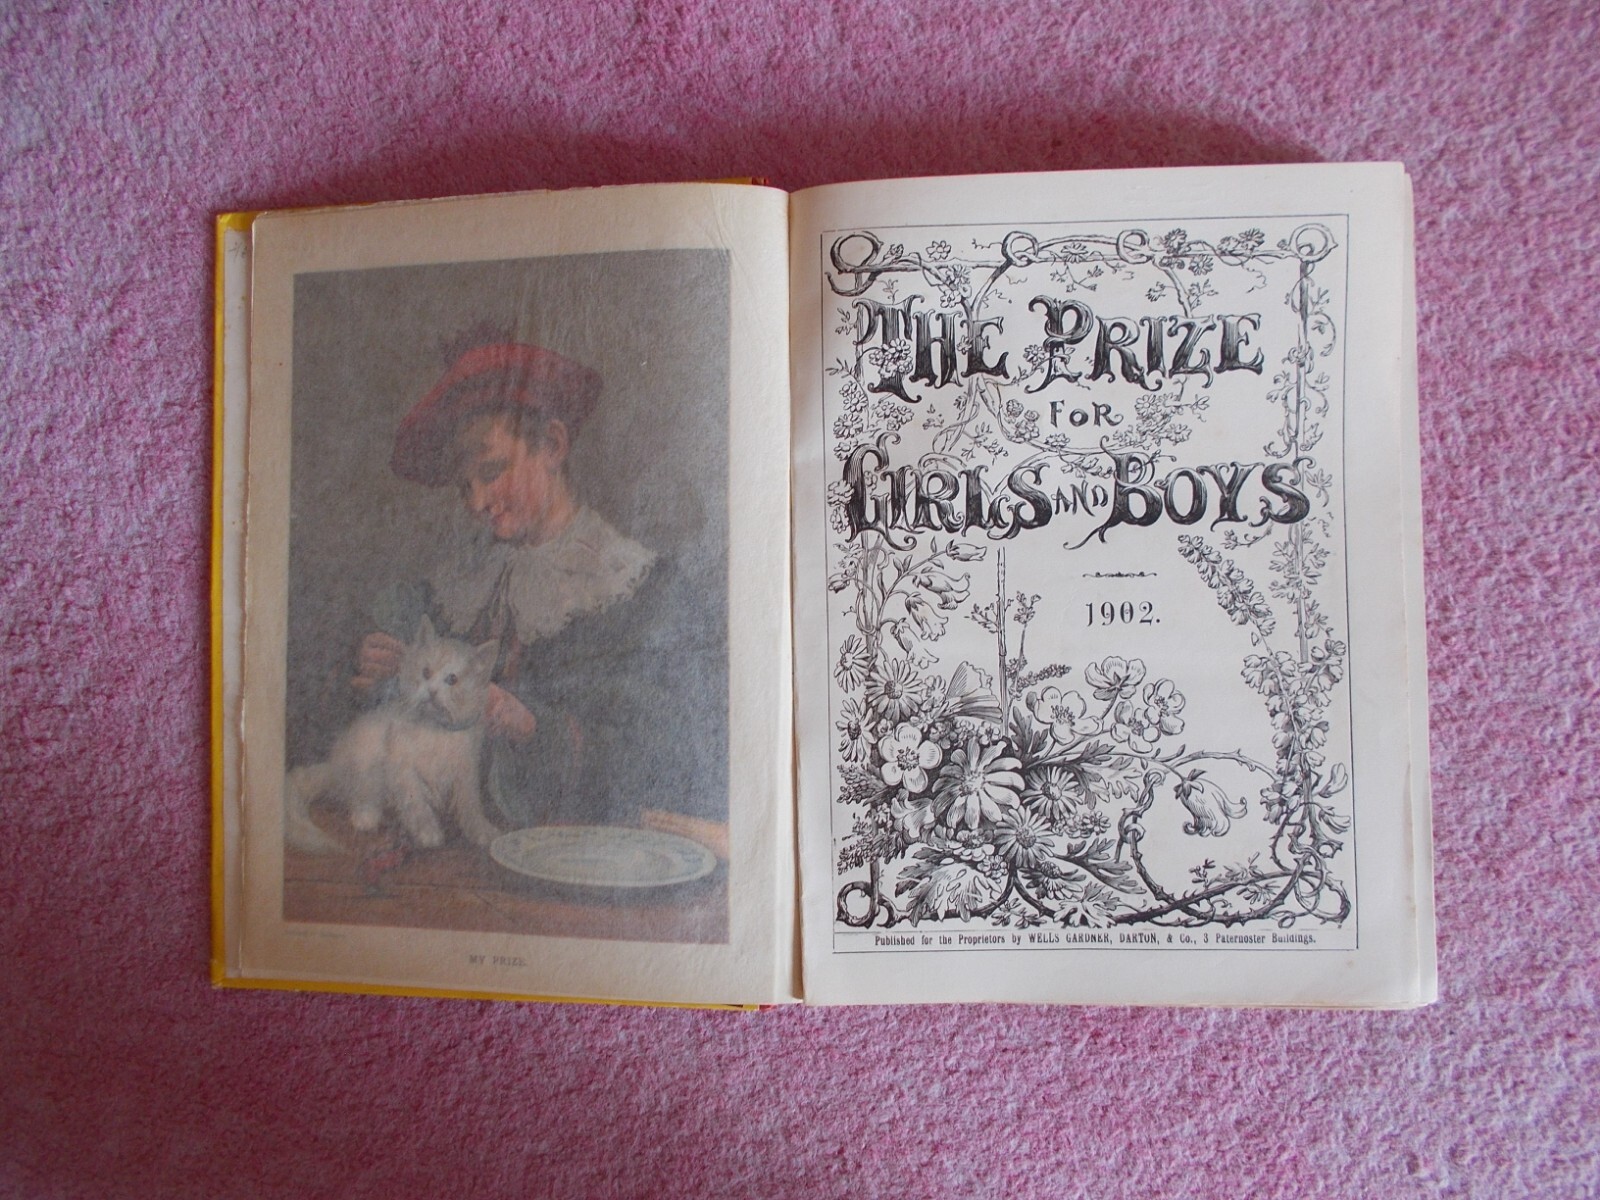 MY PRIZE.
THE PRIZE
FOR
GIRLS AND BOYS
1902.
Published for the Proprietors by WELLS GARDNER, DARTON, & Co., 3 Paternoster Buildings.